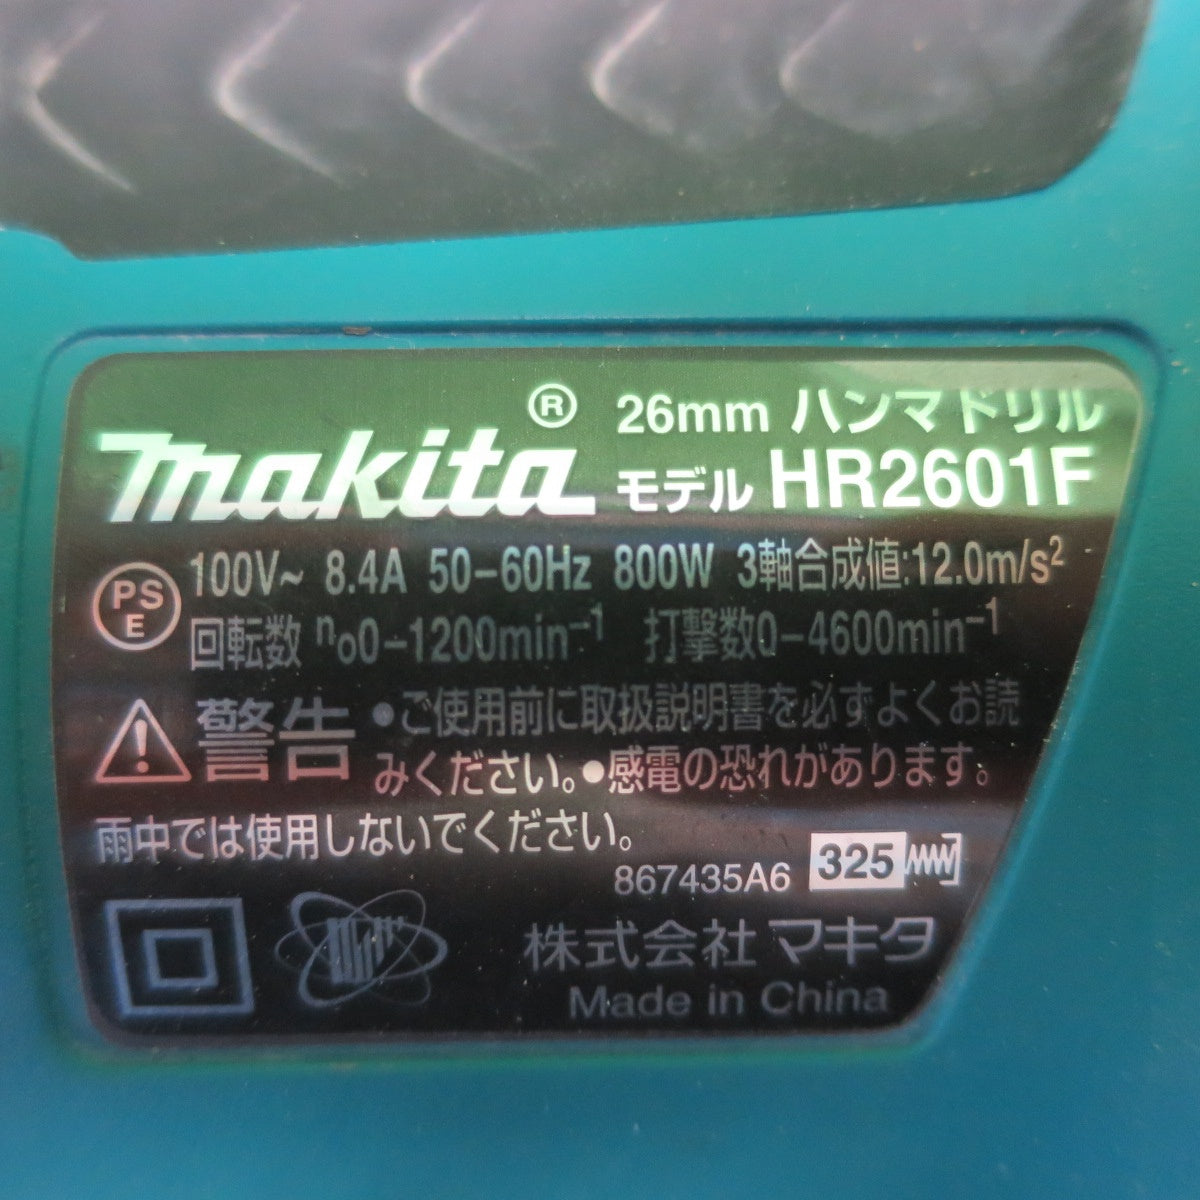 makita® 26mm ハンマドリル
モデル HR2601F
PS
E
100V~ 8.4A 50-60Hz 800W 3軸合成値:12.0m/s²
回転数 n₀0-1200min⁻¹ 打撃数0-4600min⁻¹
警告 ●ご使用前に取扱説明書を必ずよくお読
みください。●感電の恐れがあります。
雨中では使用しないでください。
867435A6 325
株式会社マキタ
Made in China